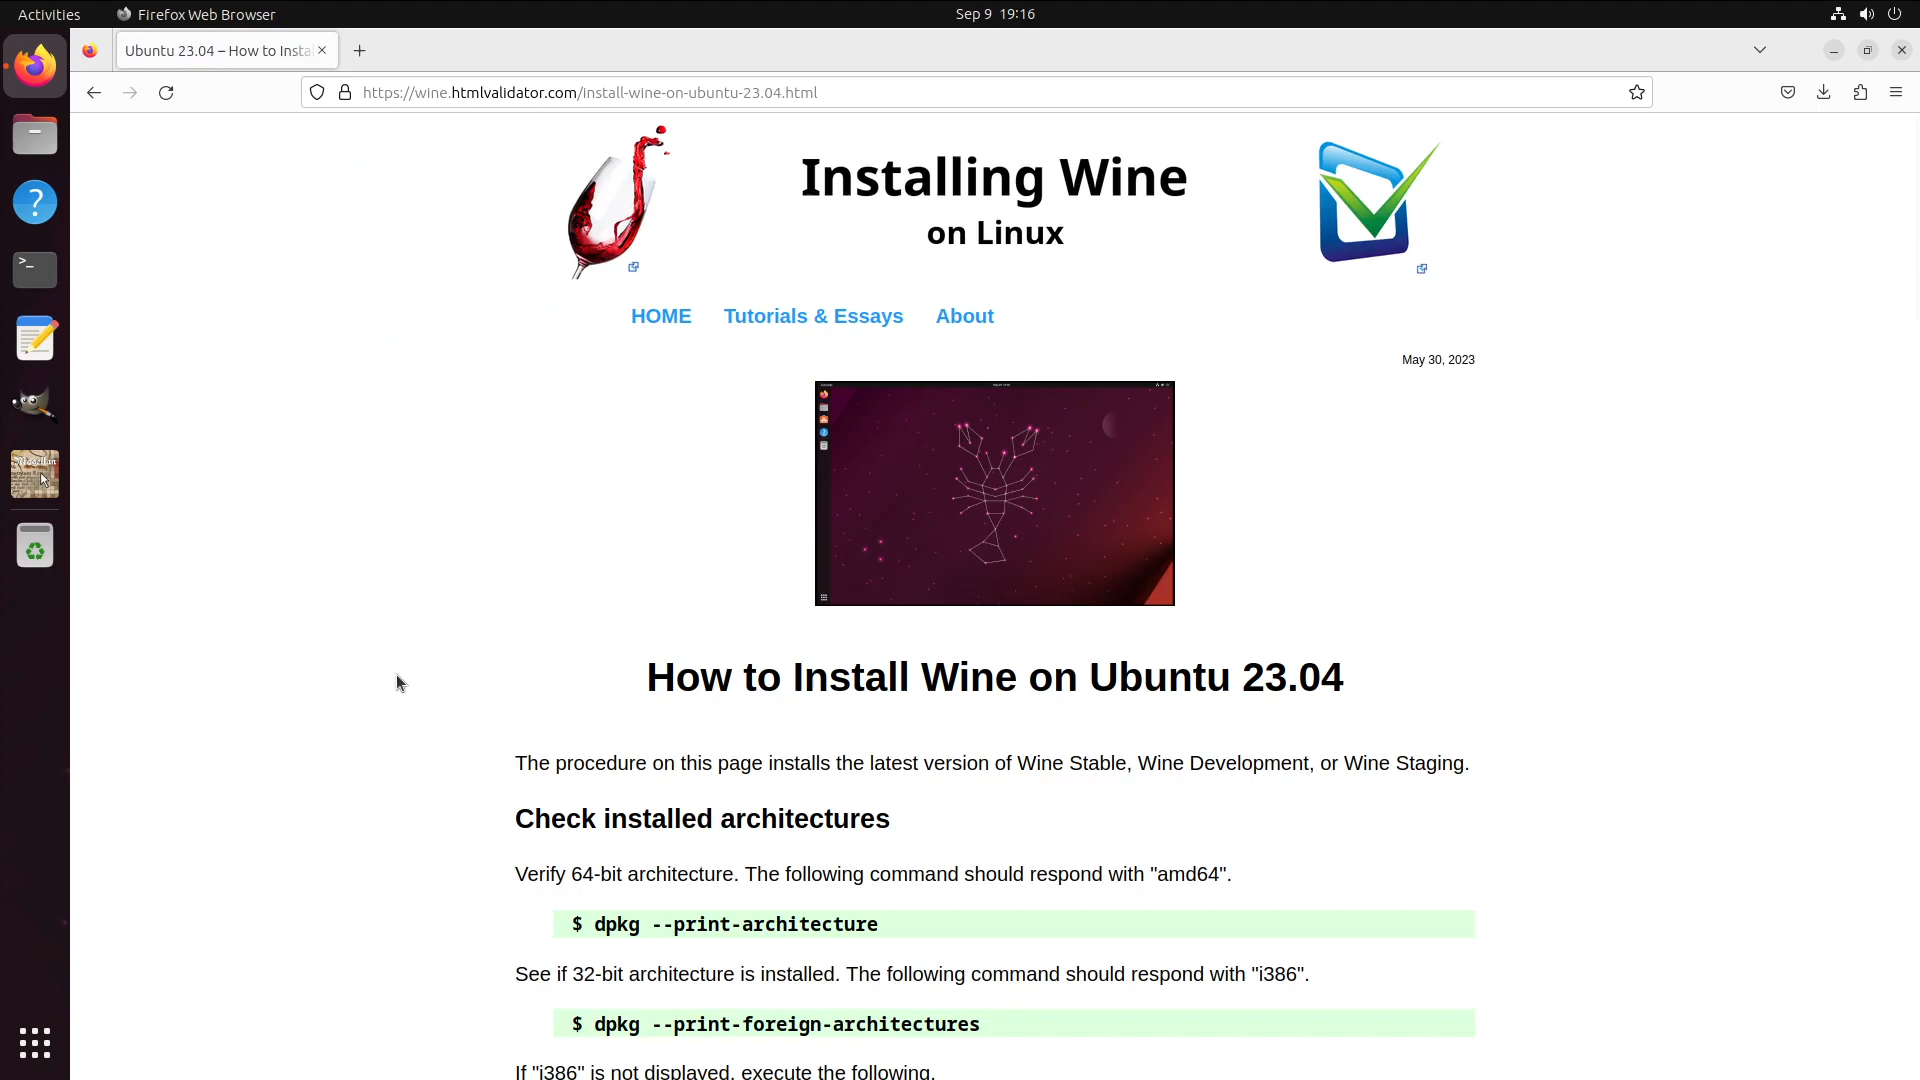 Activities
Firefox Web Browser
Sep 9 19:16
Ubuntu 23.04 – How to Insta
https://wine.htmlvalidator.com/install-wine-on-ubuntu-23.04.html
Installing Wine
on Linux
HOME
Tutorials & Essays
About
May 30, 2023
Magellan
How to Install Wine on Ubuntu 23.04
The procedure on this page installs the latest version of Wine Stable, Wine Development, or Wine Staging.
Check installed architectures
Verify 64-bit architecture. The following command should respond with "amd64".
$ dpkg --print-architecture
See if 32-bit architecture is installed. The following command should respond with "i386".
$ dpkg --print-foreign-architectures
If "i386" is not displayed, execute the following.